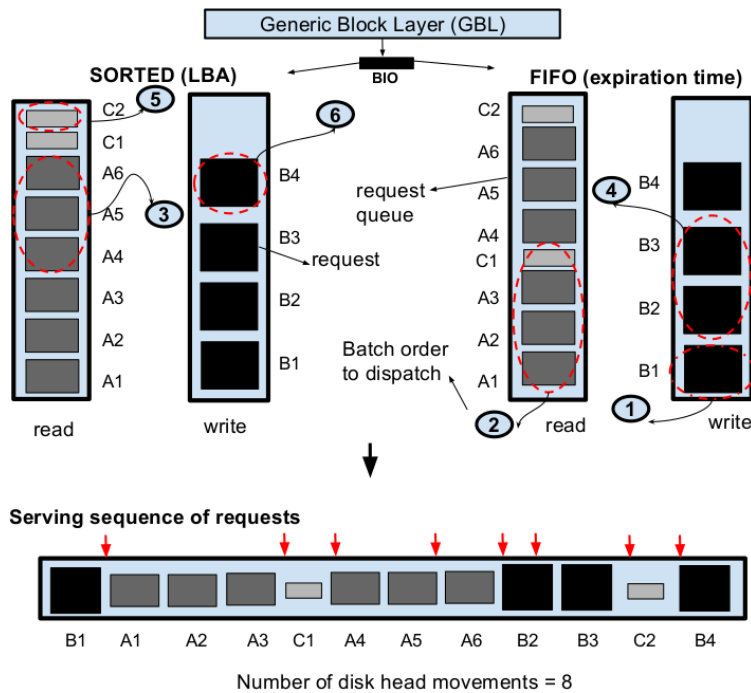 Generic Block Layer (GBL)
BIO
SORTED (LBA)
FIFO (expiration time)
C2
C1
A6
A5
A4
A3
A2
A1
read
5
3
B4
B3
B2
B1
write
6
request
request
queue
Batch order
to dispatch
C2
A6
A5
A4
C1
A3
A2
A1
read
2
4
1
B4
B3
B2
B1
write
Serving sequence of requests
B1 A1 A2 A3 C1 A4 A5 A6 B2 B3 C2 B4
Number of disk head movements = 8